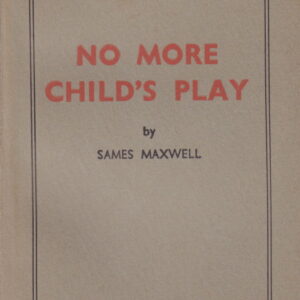 NO MORE
CHILD'S PLAY
by
SAMES MAXWELL